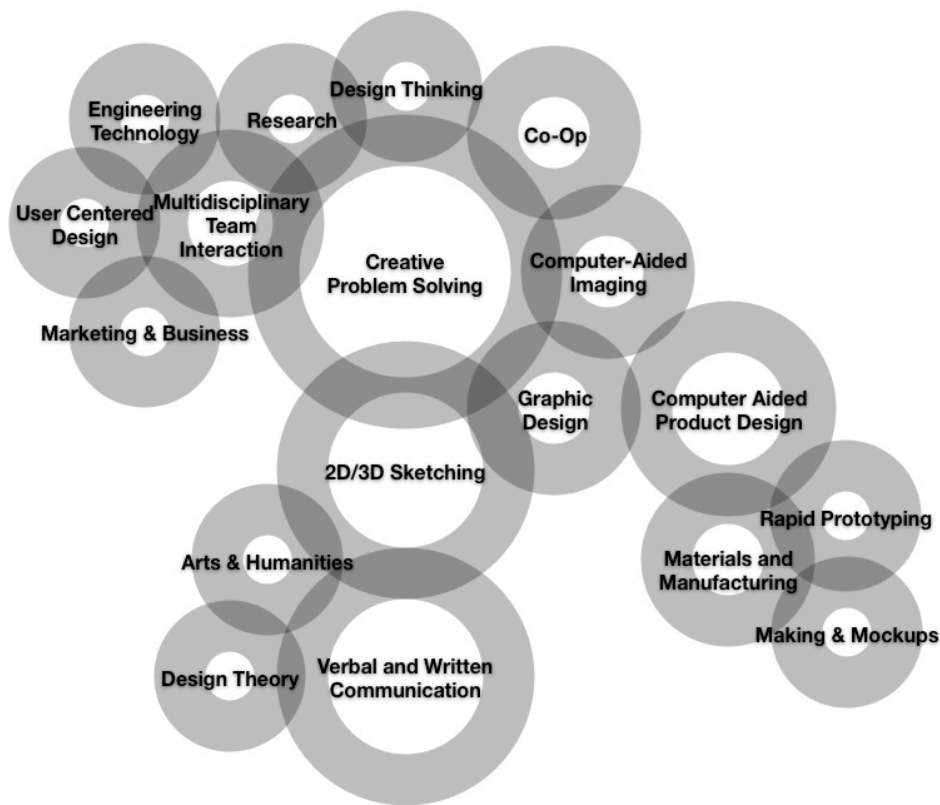 Design Thinking
Engineering
Technology
Research
Co-Op
User Centered
Design
Multidisciplinary
Team
Interaction
Creative
Problem Solving
Computer-Aided
Imaging
Marketing & Business
Graphic
Design
Computer Aided
Product Design
2D/3D Sketching
Rapid Prototyping
Arts & Humanities
Materials and
Manufacturing
Making & Mockups
Design Theory
Verbal and Written
Communication